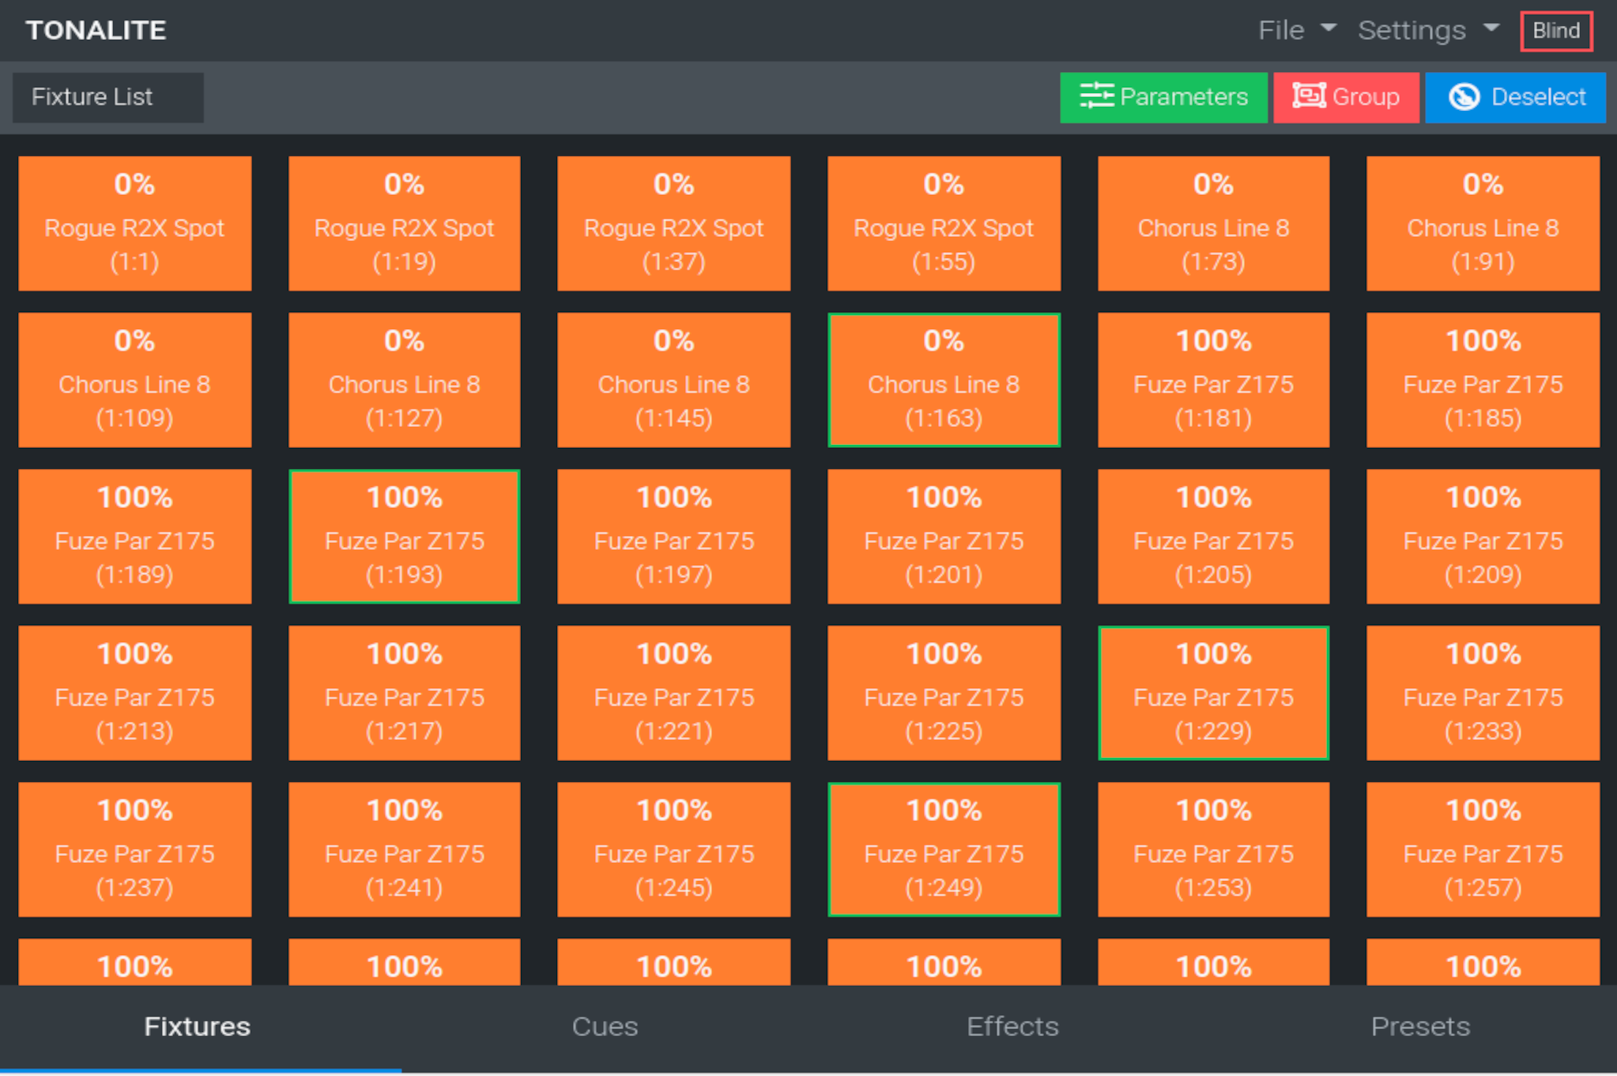 TONALITE File Settings Blind
Fixture List Parameters Group Deselect
0% 0% 0% 0% 0% 0%
Rogue R2X Spot Rogue R2X Spot Rogue R2X Spot Rogue R2X Spot Chorus Line 8 Chorus Line 8
(1:1) (1:19) (1:37) (1:55) (1:73) (1:91)
0% 0% 0% 0% 100% 100%
Chorus Line 8 Chorus Line 8 Chorus Line 8 Chorus Line 8 Fuze Par Z175 Fuze Par Z175
(1:109) (1:127) (1:145) (1:163) (1:181) (1:185)
100% 100% 100% 100% 100% 100%
Fuze Par Z175 Fuze Par Z175 Fuze Par Z175 Fuze Par Z175 Fuze Par Z175 Fuze Par Z175
(1:189) (1:193) (1:197) (1:201) (1:205) (1:209)
100% 100% 100% 100% 100% 100%
Fuze Par Z175 Fuze Par Z175 Fuze Par Z175 Fuze Par Z175 Fuze Par Z175 Fuze Par Z175
(1:213) (1:217) (1:221) (1:225) (1:229) (1:233)
100% 100% 100% 100% 100% 100%
Fuze Par Z175 Fuze Par Z175 Fuze Par Z175 Fuze Par Z175 Fuze Par Z175 Fuze Par Z175
(1:237) (1:241) (1:245) (1:249) (1:253) (1:257)
100% 100% 100% 100% 100% 100%
Fixtures Cues Effects Presets